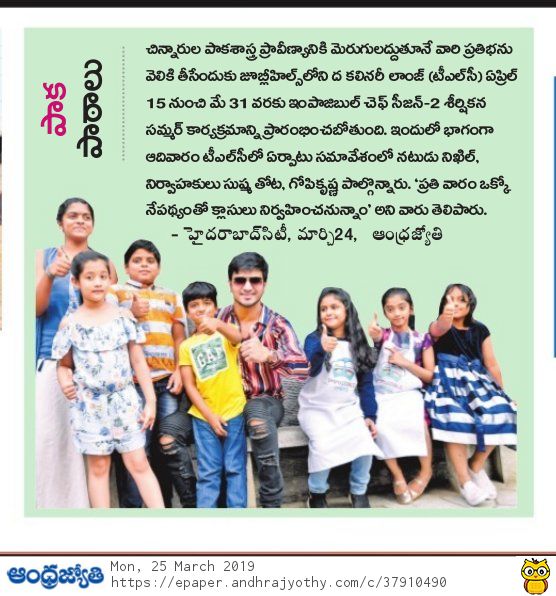 పాక
పాఠాలు
చిన్నారుల పాకశాస్త్ర ప్రావీణ్యానికి మెరుగులద్దుతూనే వారి ప్రతిభను
వెలికి తీసేందుకు జూబ్లీహిల్స్‌లోని ద కలినరీ లాంజ్ (టీఎల్‌సీ) ఏప్రిల్
15 నుంచి మే 31 వరకు ఇంపాజిబుల్ చెఫ్ సీజన్-2 శీర్షికన
సమ్మర్ కార్యక్రమాన్ని ప్రారంభించబోతుంది. ఇందులో భాగంగా
ఆదివారం టీఎల్‌సీలో ఏర్పాటు సమావేశంలో నటుడు నిఖిల్,
నిర్వాహకులు సుష్మ తోట, గోపికృష్ణ పాల్గొన్నారు. ‘ప్రతి వారం ఒక్కో
నేపథ్యంతో క్లాసులు నిర్వహించనున్నాం’ అని వారు తెలిపారు.
- హైదరాబాద్‌సిటీ, మార్చి24, ఆంధ్రజ్యోతి
GAP
ఆంధ్రజ్యోతి
Mon, 25 March 2019
https://epaper.andhrajyothy.com/c/37910490